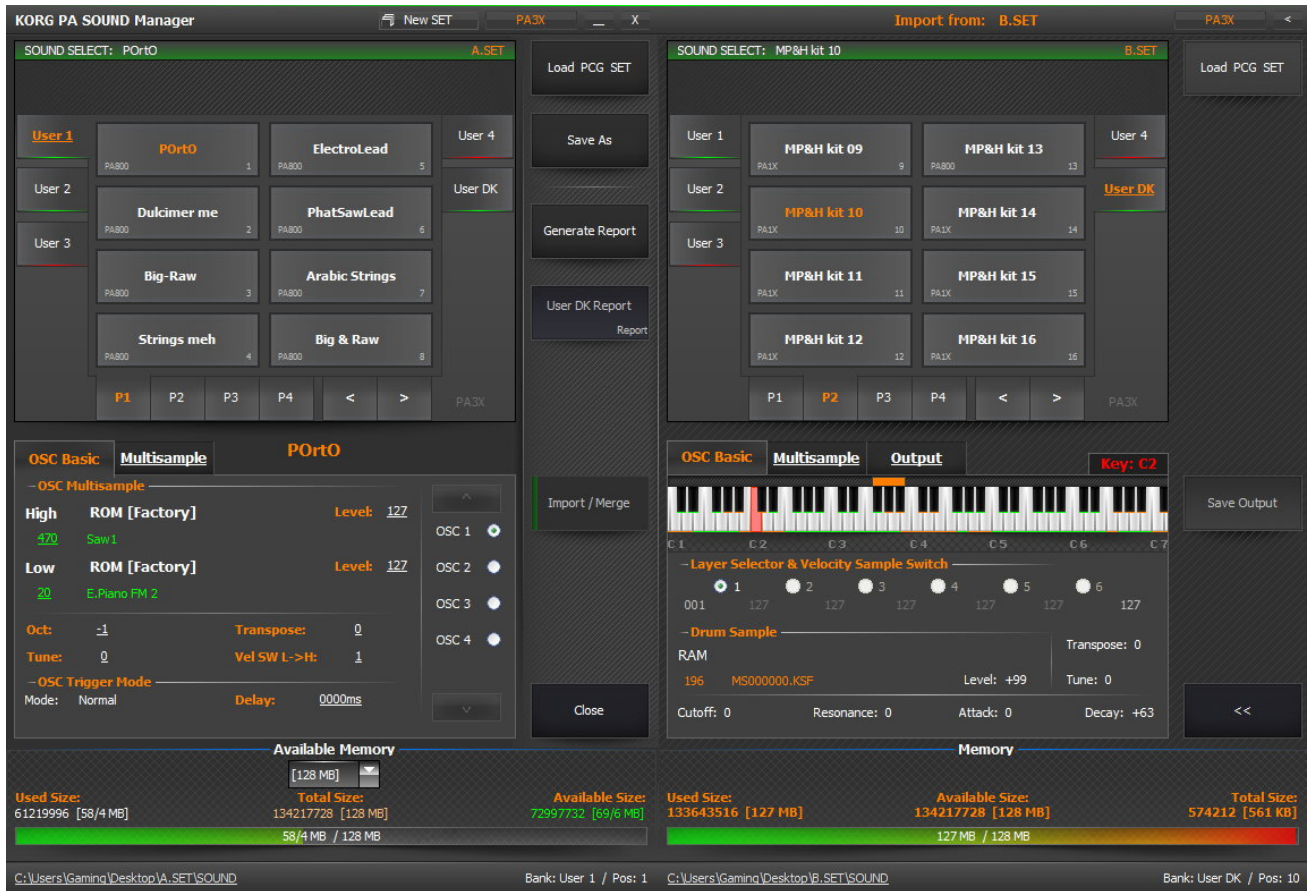 KORG PA SOUND Manager
New SET
PA3X
_
X
SOUND SELECT: POrtO
A.SET
User 1
User 2
User 3
POrtO
PA800
1
ElectroLead
PA800
5
Dulcimer me
PA800
2
PhatSawLead
PA800
6
Big-Raw
PA800
3
Arabic Strings
PA800
7
Strings meh
PA800
4
Big & Raw
PA800
8
User 4
User DK
P1
P2
P3
P4
<
>
PA3X
Load PCG SET
Save As
Generate Report
User DK Report
Report
Import / Merge
Close
OSC Basic
Multisample
POrtO
OSC Multisample
High ROM [Factory] Level: 127
470 Saw1
Low ROM [Factory] Level: 127
20 E.Piano FM 2
Oct: -1 Transpose: 0
Tune: 0 Vel SW L->H: 1
OSC Trigger Mode
Mode: Normal Delay: 0000ms
OSC 1
OSC 2
OSC 3
OSC 4
Available Memory
[128 MB]
Used Size: Total Size: Available Size:
61219996 [58/4 MB] 134217728 [128 MB] 72997732 [69/6 MB]
58/4 MB / 128 MB
C:\Users\Gaming\Desktop\A.SET\SOUND
Bank: User 1 / Pos: 1
Import from: B.SET
PA3X
<
SOUND SELECT: MP&H kit 10
B.SET
User 1
User 2
User 3
MP&H kit 09
PA1X
9
MP&H kit 13
PA800
13
MP&H kit 10
PA1X
10
MP&H kit 14
PA1X
14
MP&H kit 11
PA1X
11
MP&H kit 15
PA1X
15
MP&H kit 12
PA1X
12
MP&H kit 16
PA1X
16
User 4
User DK
P1
P2
P3
P4
<
>
PA3X
Load PCG SET
Save Output
<<
OSC Basic
Multisample
Output
Key: C2
C1 C2 C3 C4 C5 C6 C7
Layer Selector & Velocity Sample Switch
1 2 3 4 5 6
001 127 127 127 127 127 127
Drum Sample
RAM
196 MS000000.KSF Level: +99
Transpose: 0
Tune: 0
Cutoff: 0 Resonance: 0 Attack: 0 Decay: +63
Memory
Used Size: Available Size: Total Size:
133643516 [127 MB] 134217728 [128 MB] 574212 [561 KB]
127 MB / 128 MB
C:\Users\Gaming\Desktop\B.SET\SOUND
Bank: User DK / Pos: 10